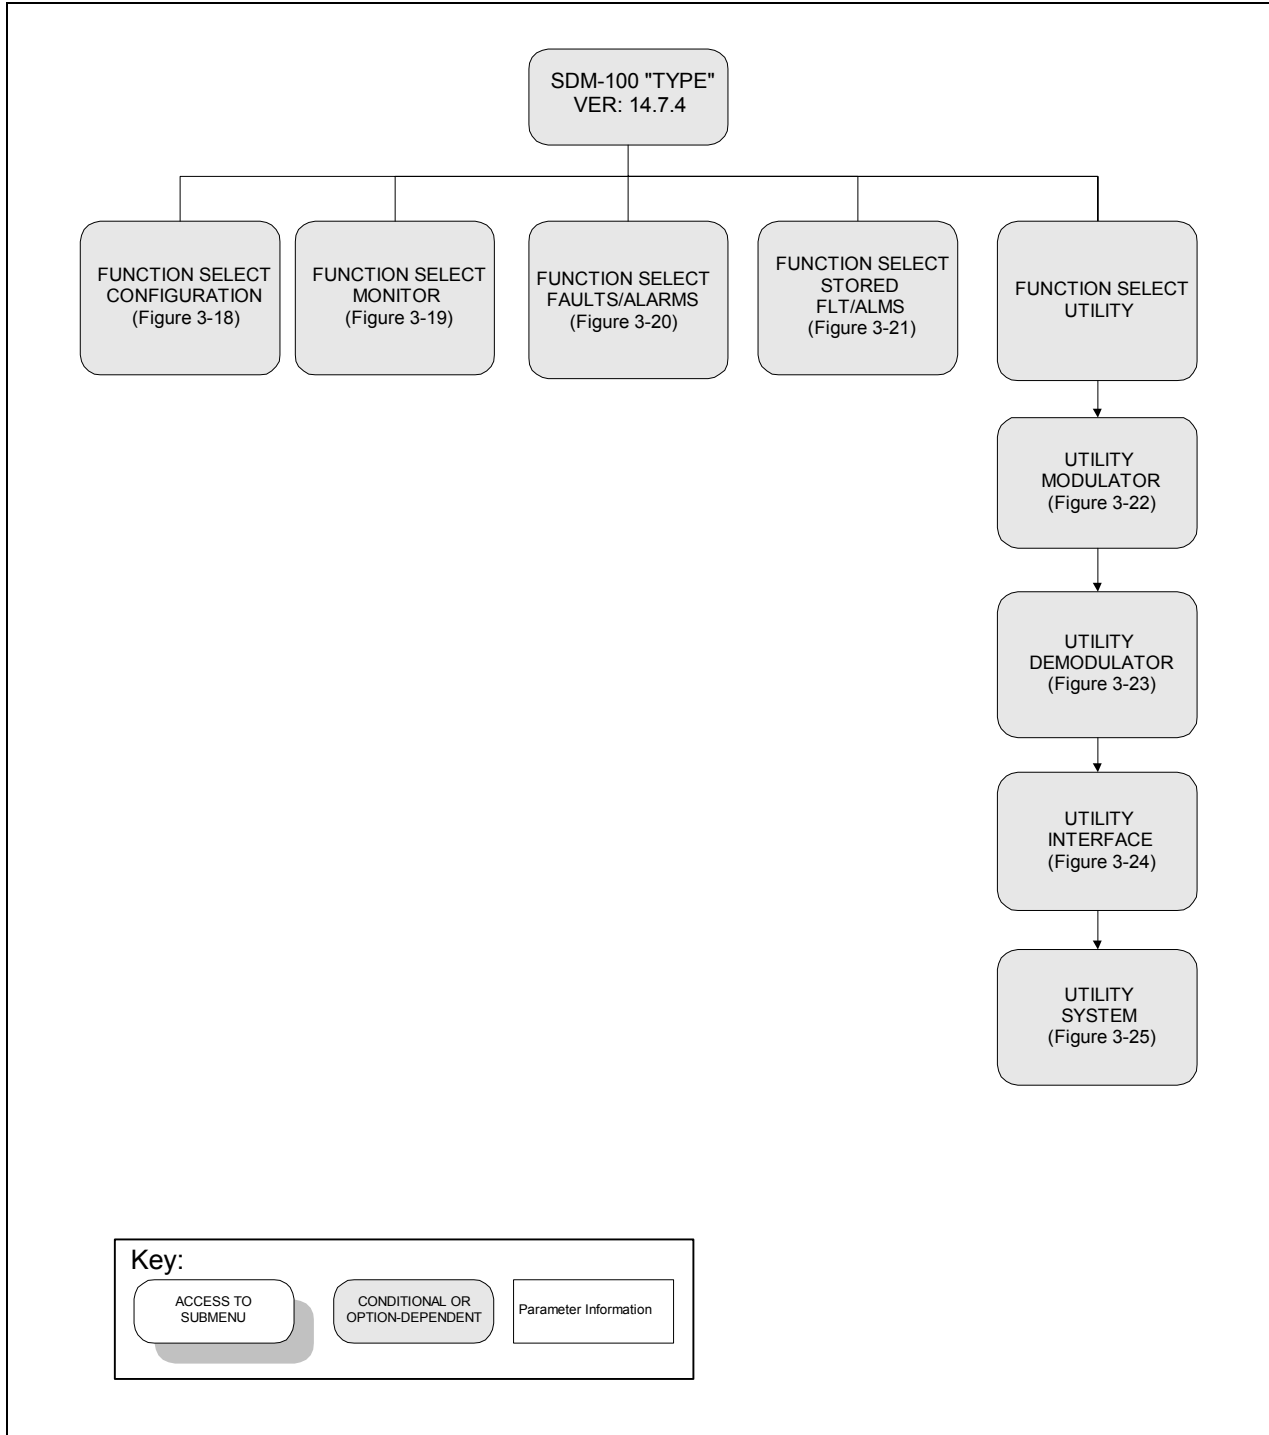 SDM-100 "TYPE"
VER: 14.7.4
FUNCTION SELECT
CONFIGURATION
(Figure 3-18)
FUNCTION SELECT
MONITOR
(Figure 3-19)
FUNCTION SELECT
FAULTS/ALARMS
(Figure 3-20)
FUNCTION SELECT
STORED
FLT/ALMS
(Figure 3-21)
FUNCTION SELECT
UTILITY
UTILITY
MODULATOR
(Figure 3-22)
UTILITY
DEMODULATOR
(Figure 3-23)
UTILITY
INTERFACE
(Figure 3-24)
UTILITY
SYSTEM
(Figure 3-25)
Key:
ACCESS TO
SUBMENU
CONDITIONAL OR
OPTION-DEPENDENT
Parameter Information